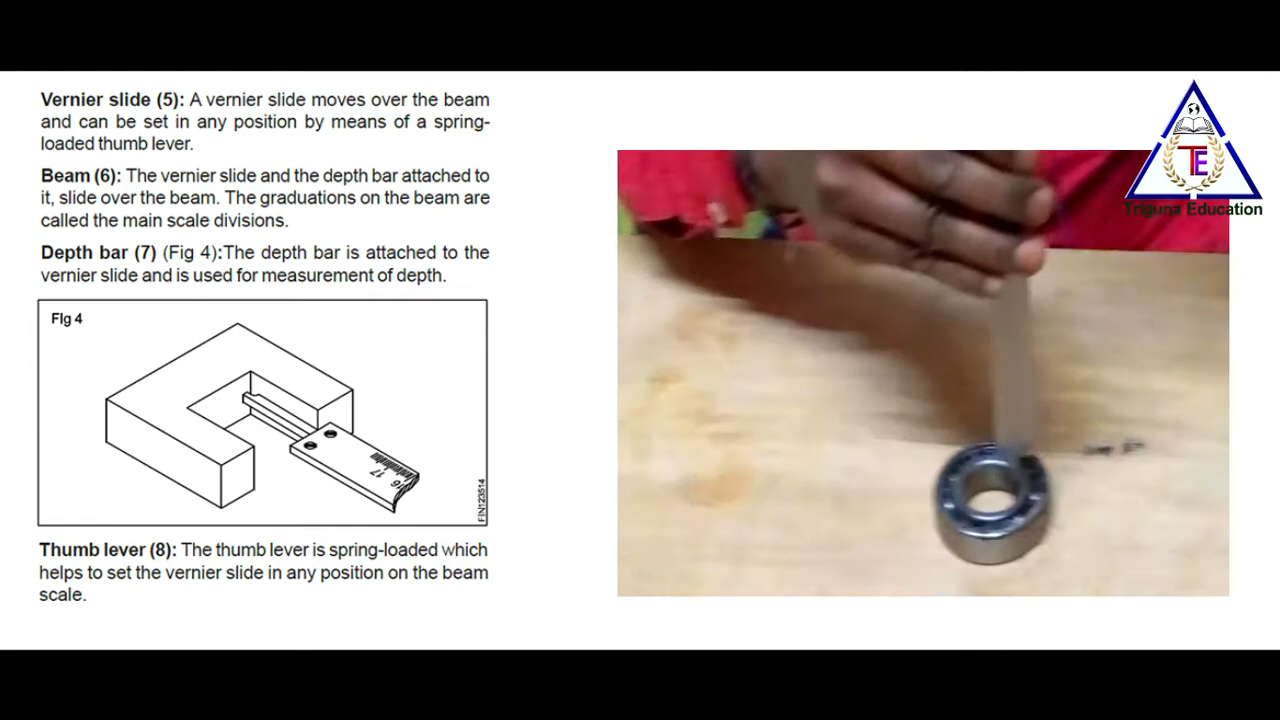 Vernier slide (5): A vernier slide moves over the beam
and can be set in any position by means of a spring-
loaded thumb lever.
Beam (6): The vernier slide and the depth bar attached to
it, slide over the beam. The graduations on the beam are
called the main scale divisions.
Depth bar (7) (Fig 4):The depth bar is attached to the
vernier slide and is used for measurement of depth.
FIg 4
17
16
FIN123514
Thumb lever (8): The thumb lever is spring-loaded which
helps to set the vernier slide in any position on the beam
scale.
TE
Triguna Education